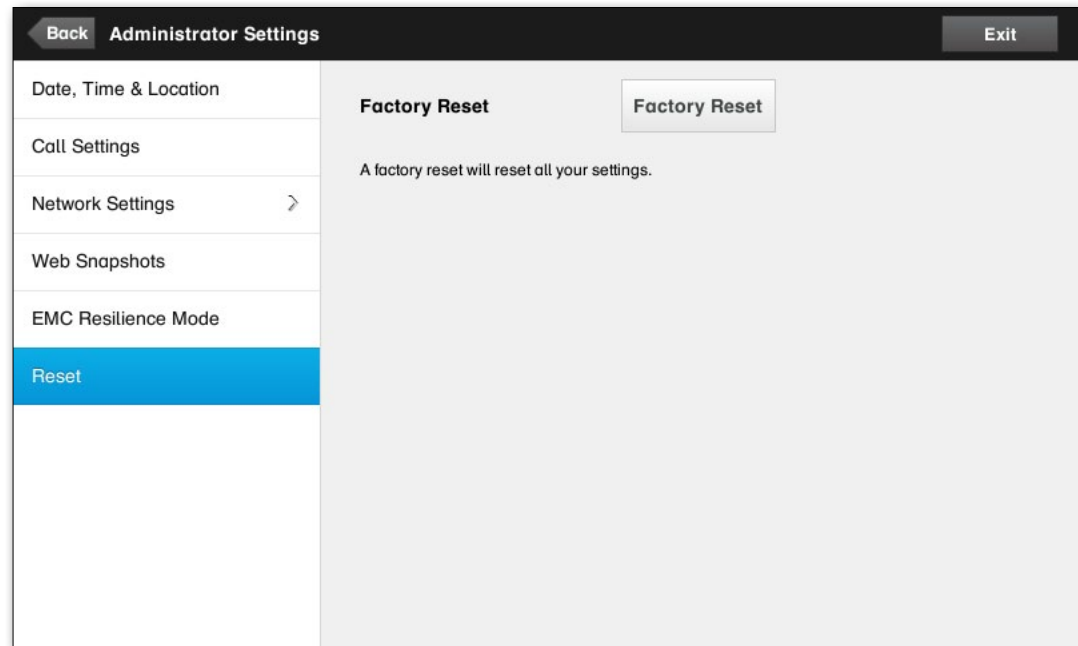 Back Administrator Settings Exit
Date, Time & Location
Call Settings
Network Settings
Web Snapshots
EMC Resilience Mode
Reset
Factory Reset Factory Reset
A factory reset will reset all your settings.